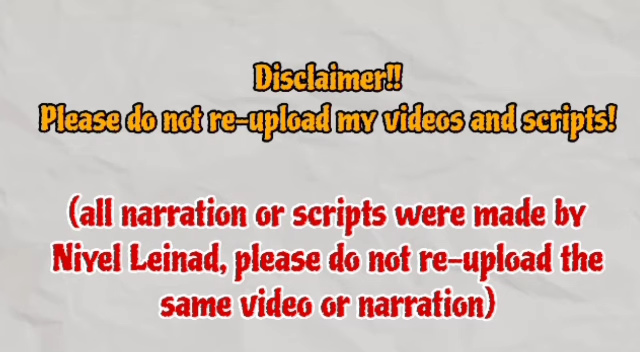 Disclaimer!!
Please do not re-upload my videos and scripts!
(all narration or scripts were made by
Nivel Leinad, please do not re-upload the
same video or narration)